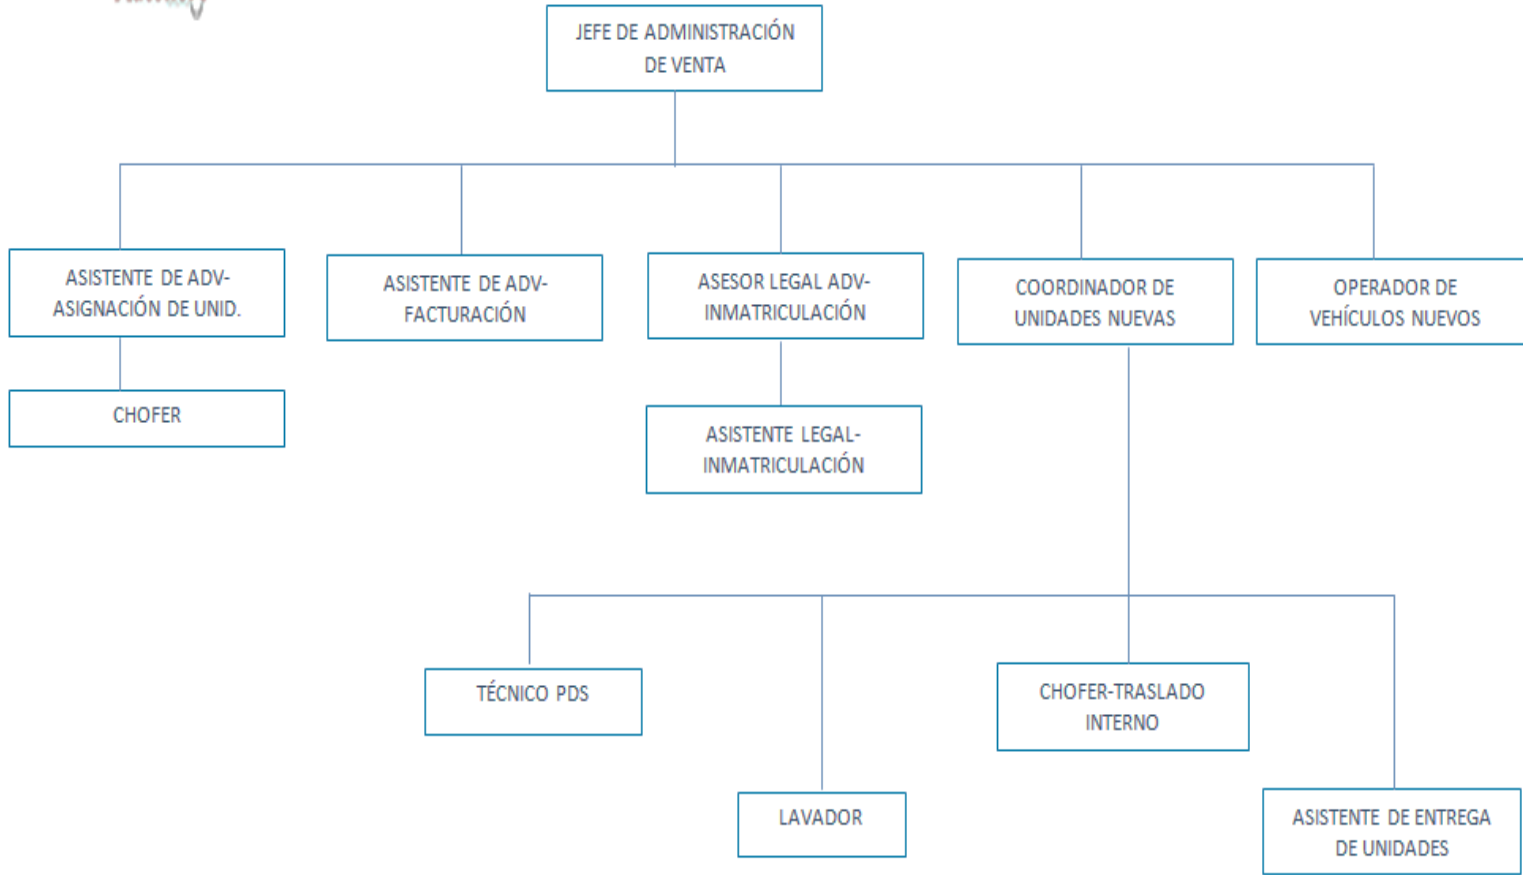 JEFE DE ADMINISTRACIÓN
DE VENTA
ASISTENTE DE ADV-
ASIGNACIÓN DE UNID.
ASISTENTE DE ADV-
FACTURACIÓN
ASESOR LEGAL ADV-
INMATRICULACIÓN
COORDINADOR DE
UNIDADES NUEVAS
OPERADOR DE
VEHÍCULOS NUEVOS
CHOFER
ASISTENTE LEGAL-
INMATRICULACIÓN
TÉCNICO PDS
CHOFER-TRASLADO
INTERNO
LAVADOR
ASISTENTE DE ENTREGA
DE UNIDADES